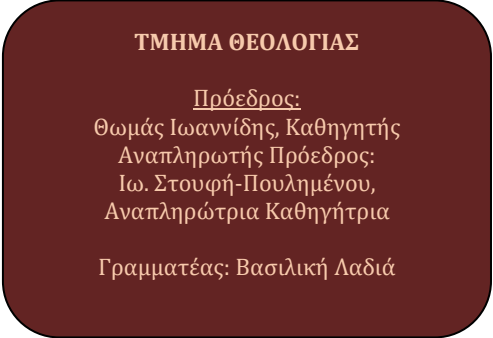 ΤΜΗΜΑ ΘΕΟΛΟΓΙΑΣ
Πρόεδρος:
Θωμάς Ιωαννίδης, Καθηγητής
Αναπληρωτής Πρόεδρος:
Ιω. Στουφή-Πουλημένου,
Αναπληρώτρια Καθηγήτρια
Γραμματέας: Βασιλική Λαδιά